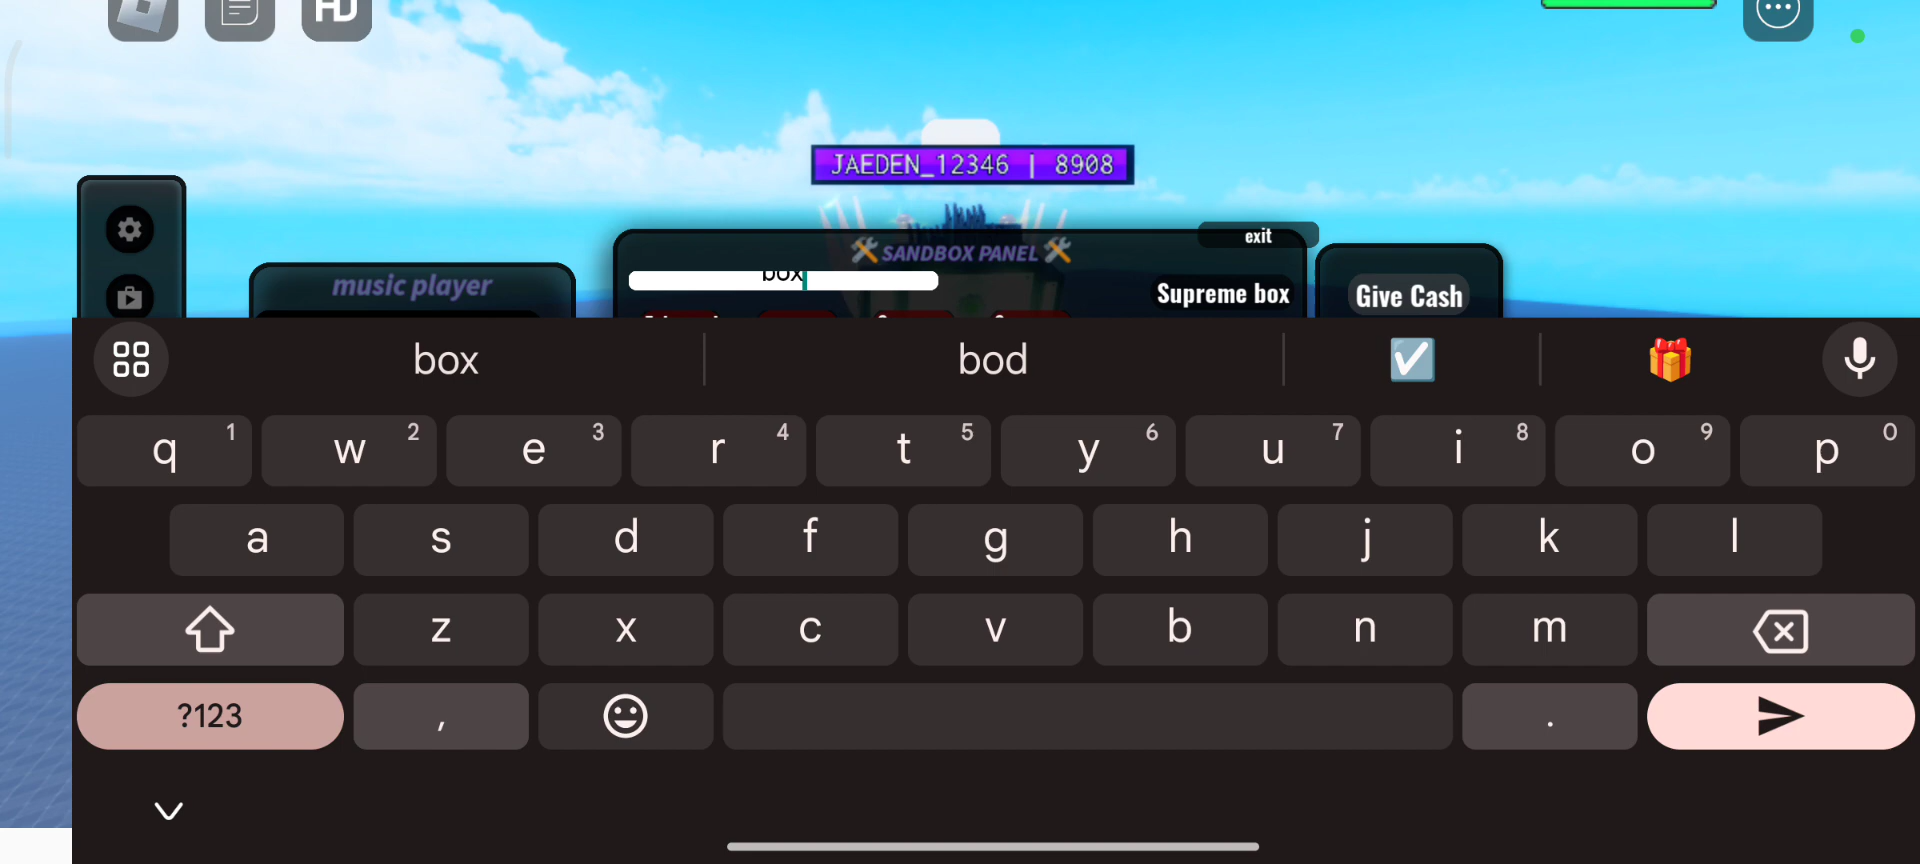 HD
JAEDEN_12346 | 8908
exit
🛠️ SANDBOX PANEL 🛠️
music player
box
Supreme box
Give Cash
box
bod
☑️
🎁
q 1 w 2 e 3 r 4 t 5 y 6 u 7 i 8 o 9 p 0
a s d f g h j k l
z x c v b n m
?123 , .